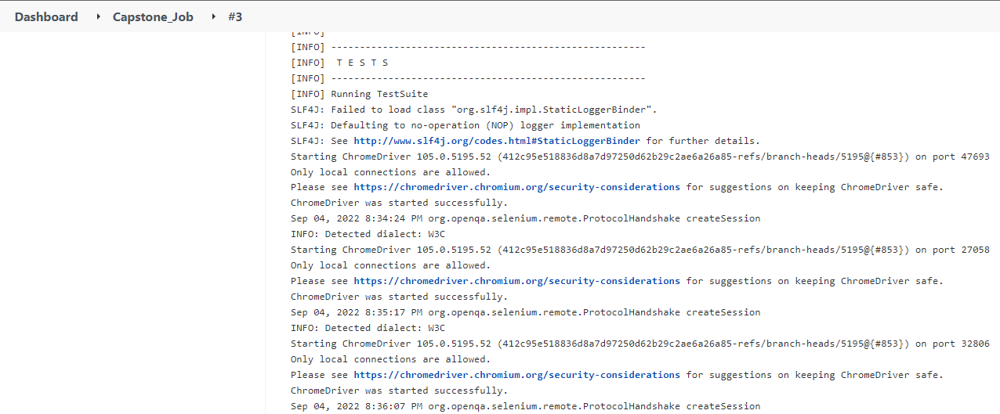 Dashboard > Capstone_Job > #3
[INFO]
[INFO] -------------------------------------------------------
[INFO]  T E S T S
[INFO] -------------------------------------------------------
[INFO] Running TestSuite
SLF4J: Failed to load class "org.slf4j.impl.StaticLoggerBinder".
SLF4J: Defaulting to no-operation (NOP) logger implementation
SLF4J: See http://www.slf4j.org/codes.html#StaticLoggerBinder for further details.
Starting ChromeDriver 105.0.5195.52 (412c95e518836d8a7d97250d62b29c2ae6a26a85-refs/branch-heads/5195@{#853}) on port 47693
Only local connections are allowed.
Please see https://chromedriver.chromium.org/security-considerations for suggestions on keeping ChromeDriver safe.
ChromeDriver was started successfully.
Sep 04, 2022 8:34:24 PM org.openqa.selenium.remote.ProtocolHandshake createSession
INFO: Detected dialect: W3C
Starting ChromeDriver 105.0.5195.52 (412c95e518836d8a7d97250d62b29c2ae6a26a85-refs/branch-heads/5195@{#853}) on port 27058
Only local connections are allowed.
Please see https://chromedriver.chromium.org/security-considerations for suggestions on keeping ChromeDriver safe.
ChromeDriver was started successfully.
Sep 04, 2022 8:35:17 PM org.openqa.selenium.remote.ProtocolHandshake createSession
INFO: Detected dialect: W3C
Starting ChromeDriver 105.0.5195.52 (412c95e518836d8a7d97250d62b29c2ae6a26a85-refs/branch-heads/5195@{#853}) on port 32806
Only local connections are allowed.
Please see https://chromedriver.chromium.org/security-considerations for suggestions on keeping ChromeDriver safe.
ChromeDriver was started successfully.
Sep 04, 2022 8:36:07 PM org.openqa.selenium.remote.ProtocolHandshake createSession